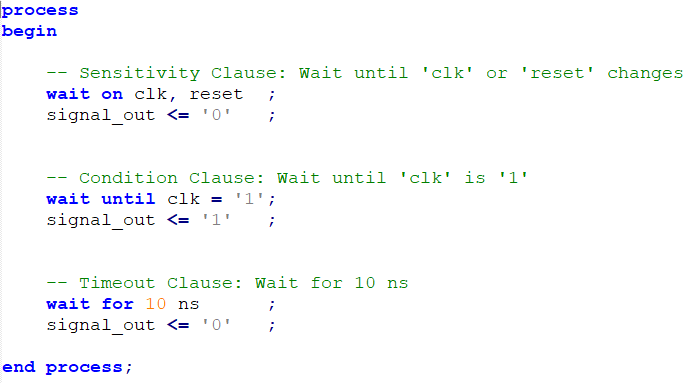 process
begin
-- Sensitivity Clause: Wait until 'clk' or 'reset' changes
wait on clk, reset  ;
signal_out <= '0'   ;
-- Condition Clause: Wait until 'clk' is '1'
wait until clk = '1';
signal_out <= '1'   ;
-- Timeout Clause: Wait for 10 ns
wait for 10 ns      ;
signal_out <= '0'   ;
end process;